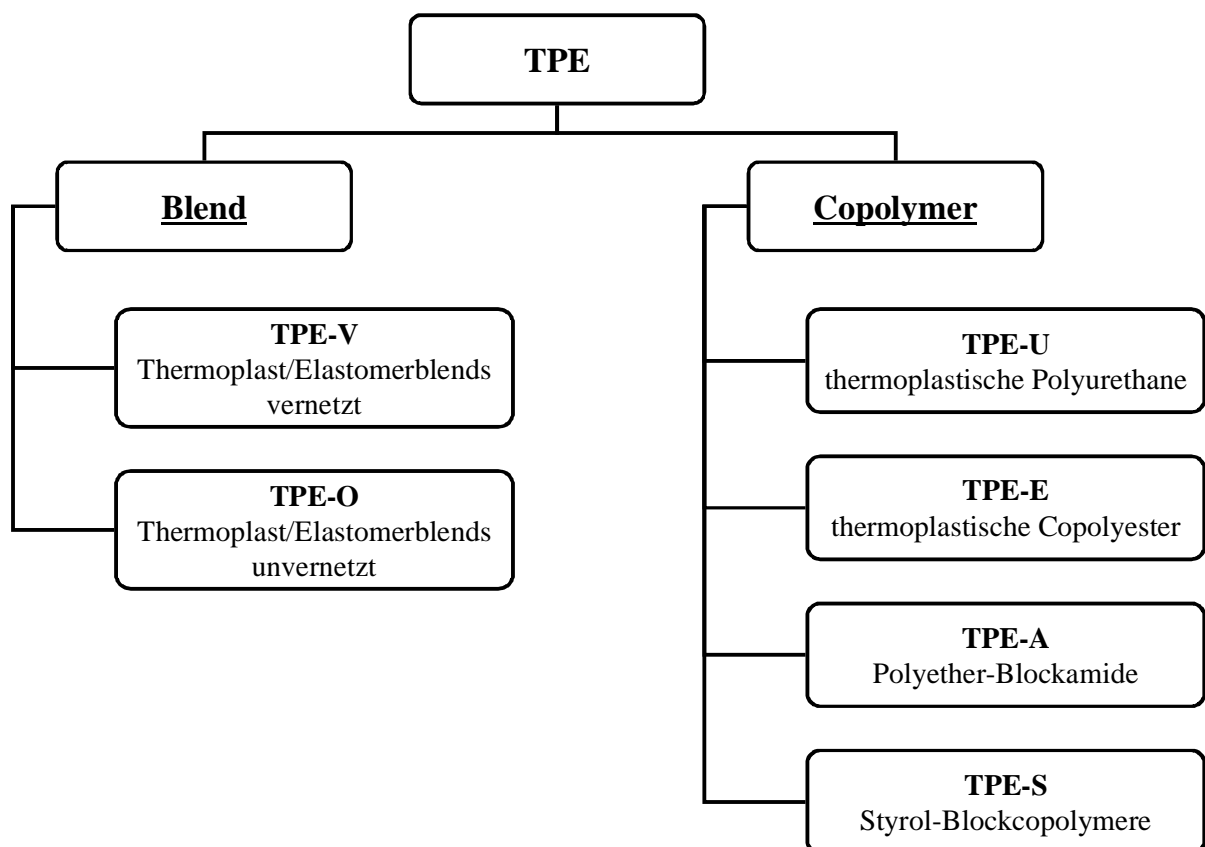 TPE
Blend
Copolymer
TPE-V
Thermoplast/Elastomerblends
vernetzt
TPE-O
Thermoplast/Elastomerblends
unvernetzt
TPE-U
thermoplastische Polyurethane
TPE-E
thermoplastische Copolyester
TPE-A
Polyether-Blockamide
TPE-S
Styrol-Blockcopolymere